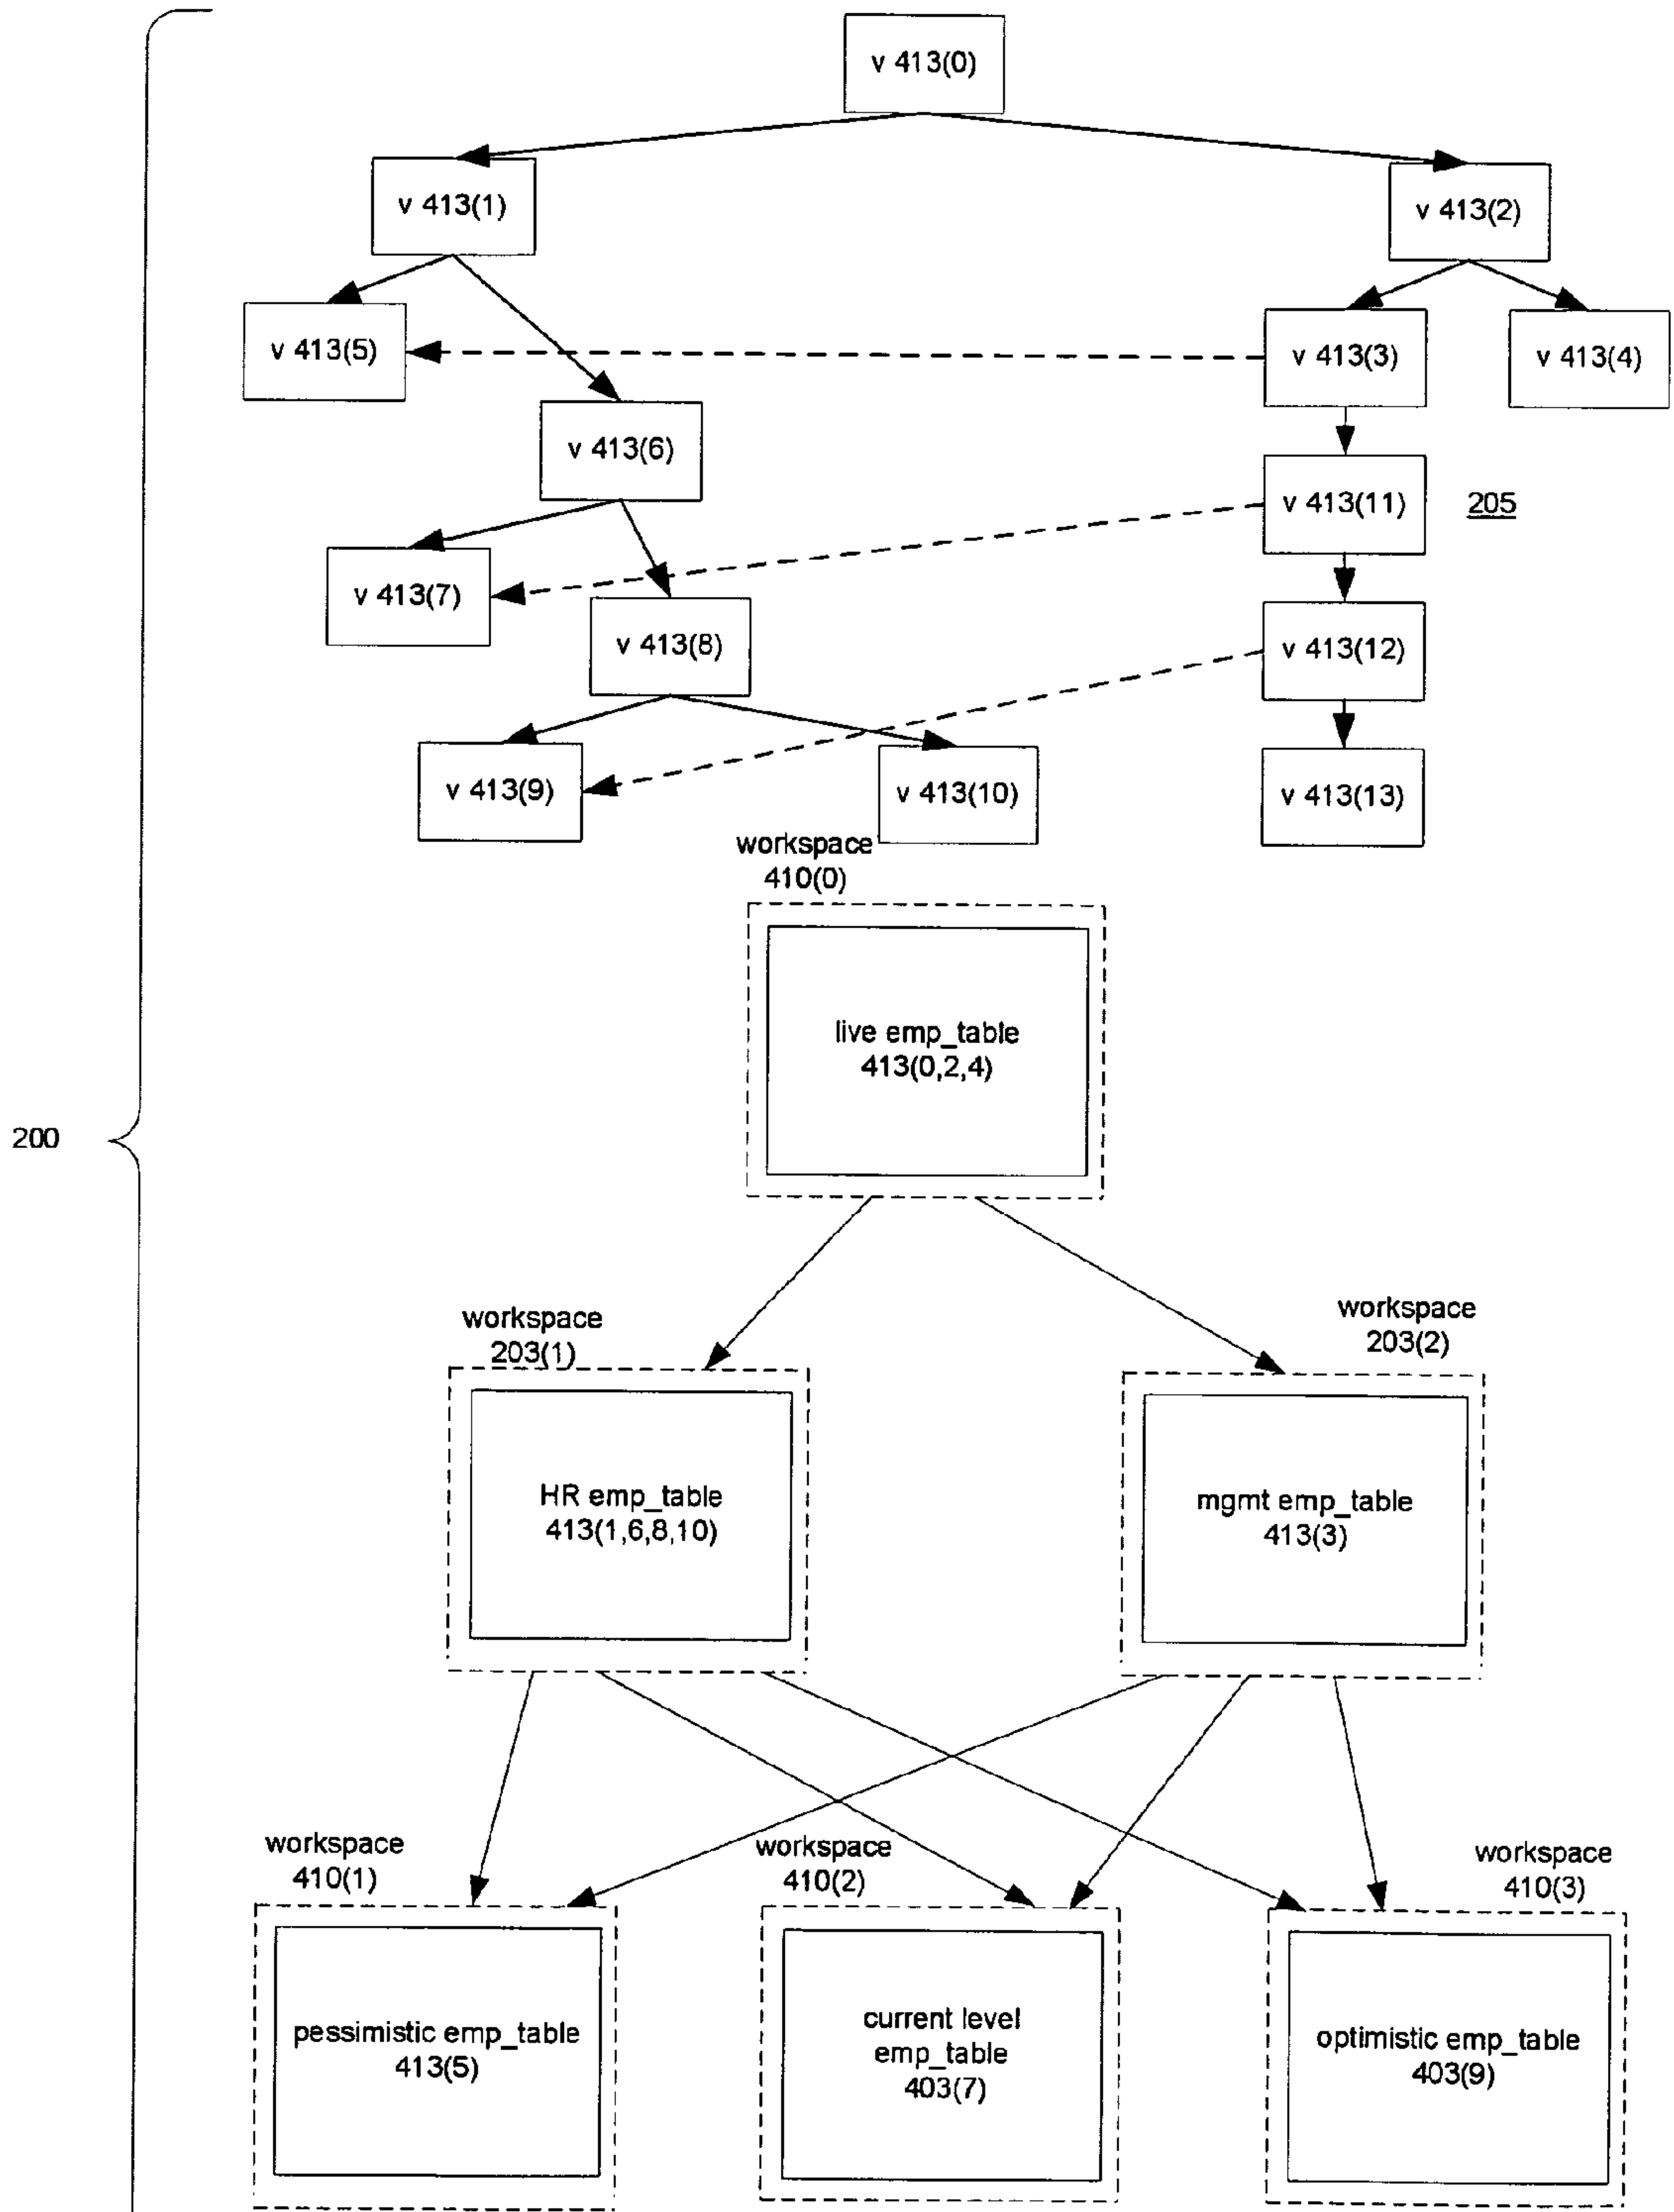 v 413(0)
v 413(1)
v 413(2)
v 413(5)
v 413(3)
v 413(4)
v 413(6)
v 413(11)
205
v 413(7)
v 413(8)
v 413(12)
v 413(9)
v 413(10)
v 413(13)
workspace
410(0)
live emp_table
413(0,2,4)
200
workspace
203(1)
workspace
203(2)
HR emp_table
413(1,6,8,10)
mgmt emp_table
413(3)
workspace
410(1)
workspace
410(2)
workspace
410(3)
pessimistic emp_table
413(5)
current level
emp_table
403(7)
optimistic emp_table
403(9)